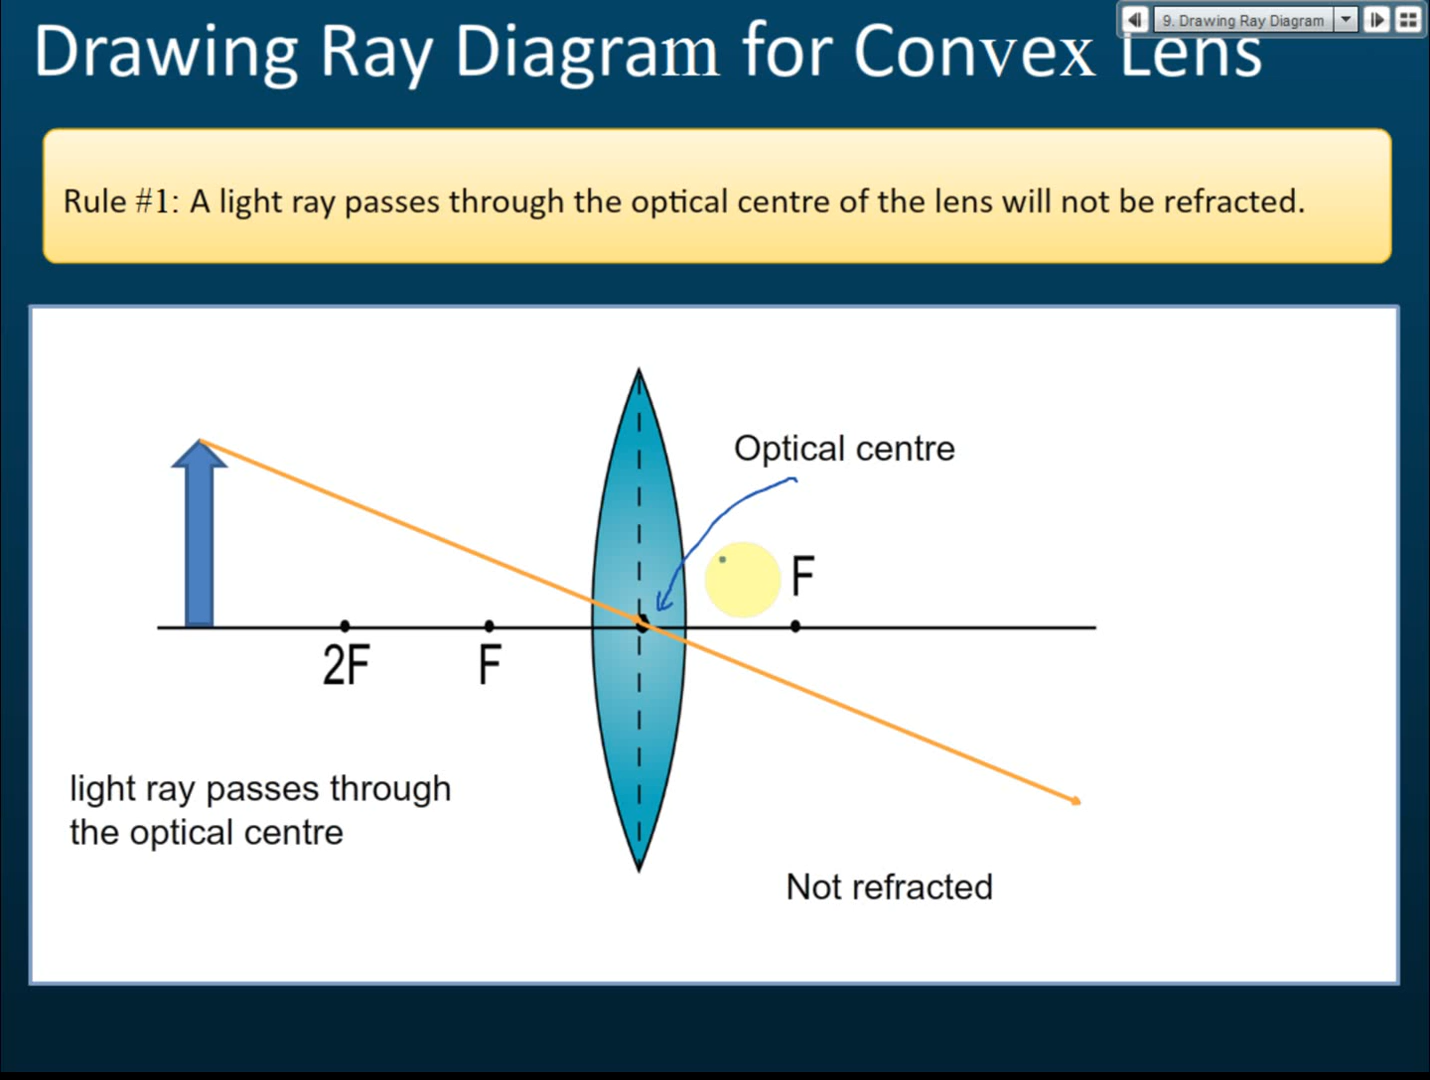 9. Drawing Ray Diagram
Drawing Ray Diagram for Convex Lens
Rule #1: A light ray passes through the optical centre of the lens will not be refracted.
Optical centre
F
2F
F
light ray passes through
the optical centre
Not refracted